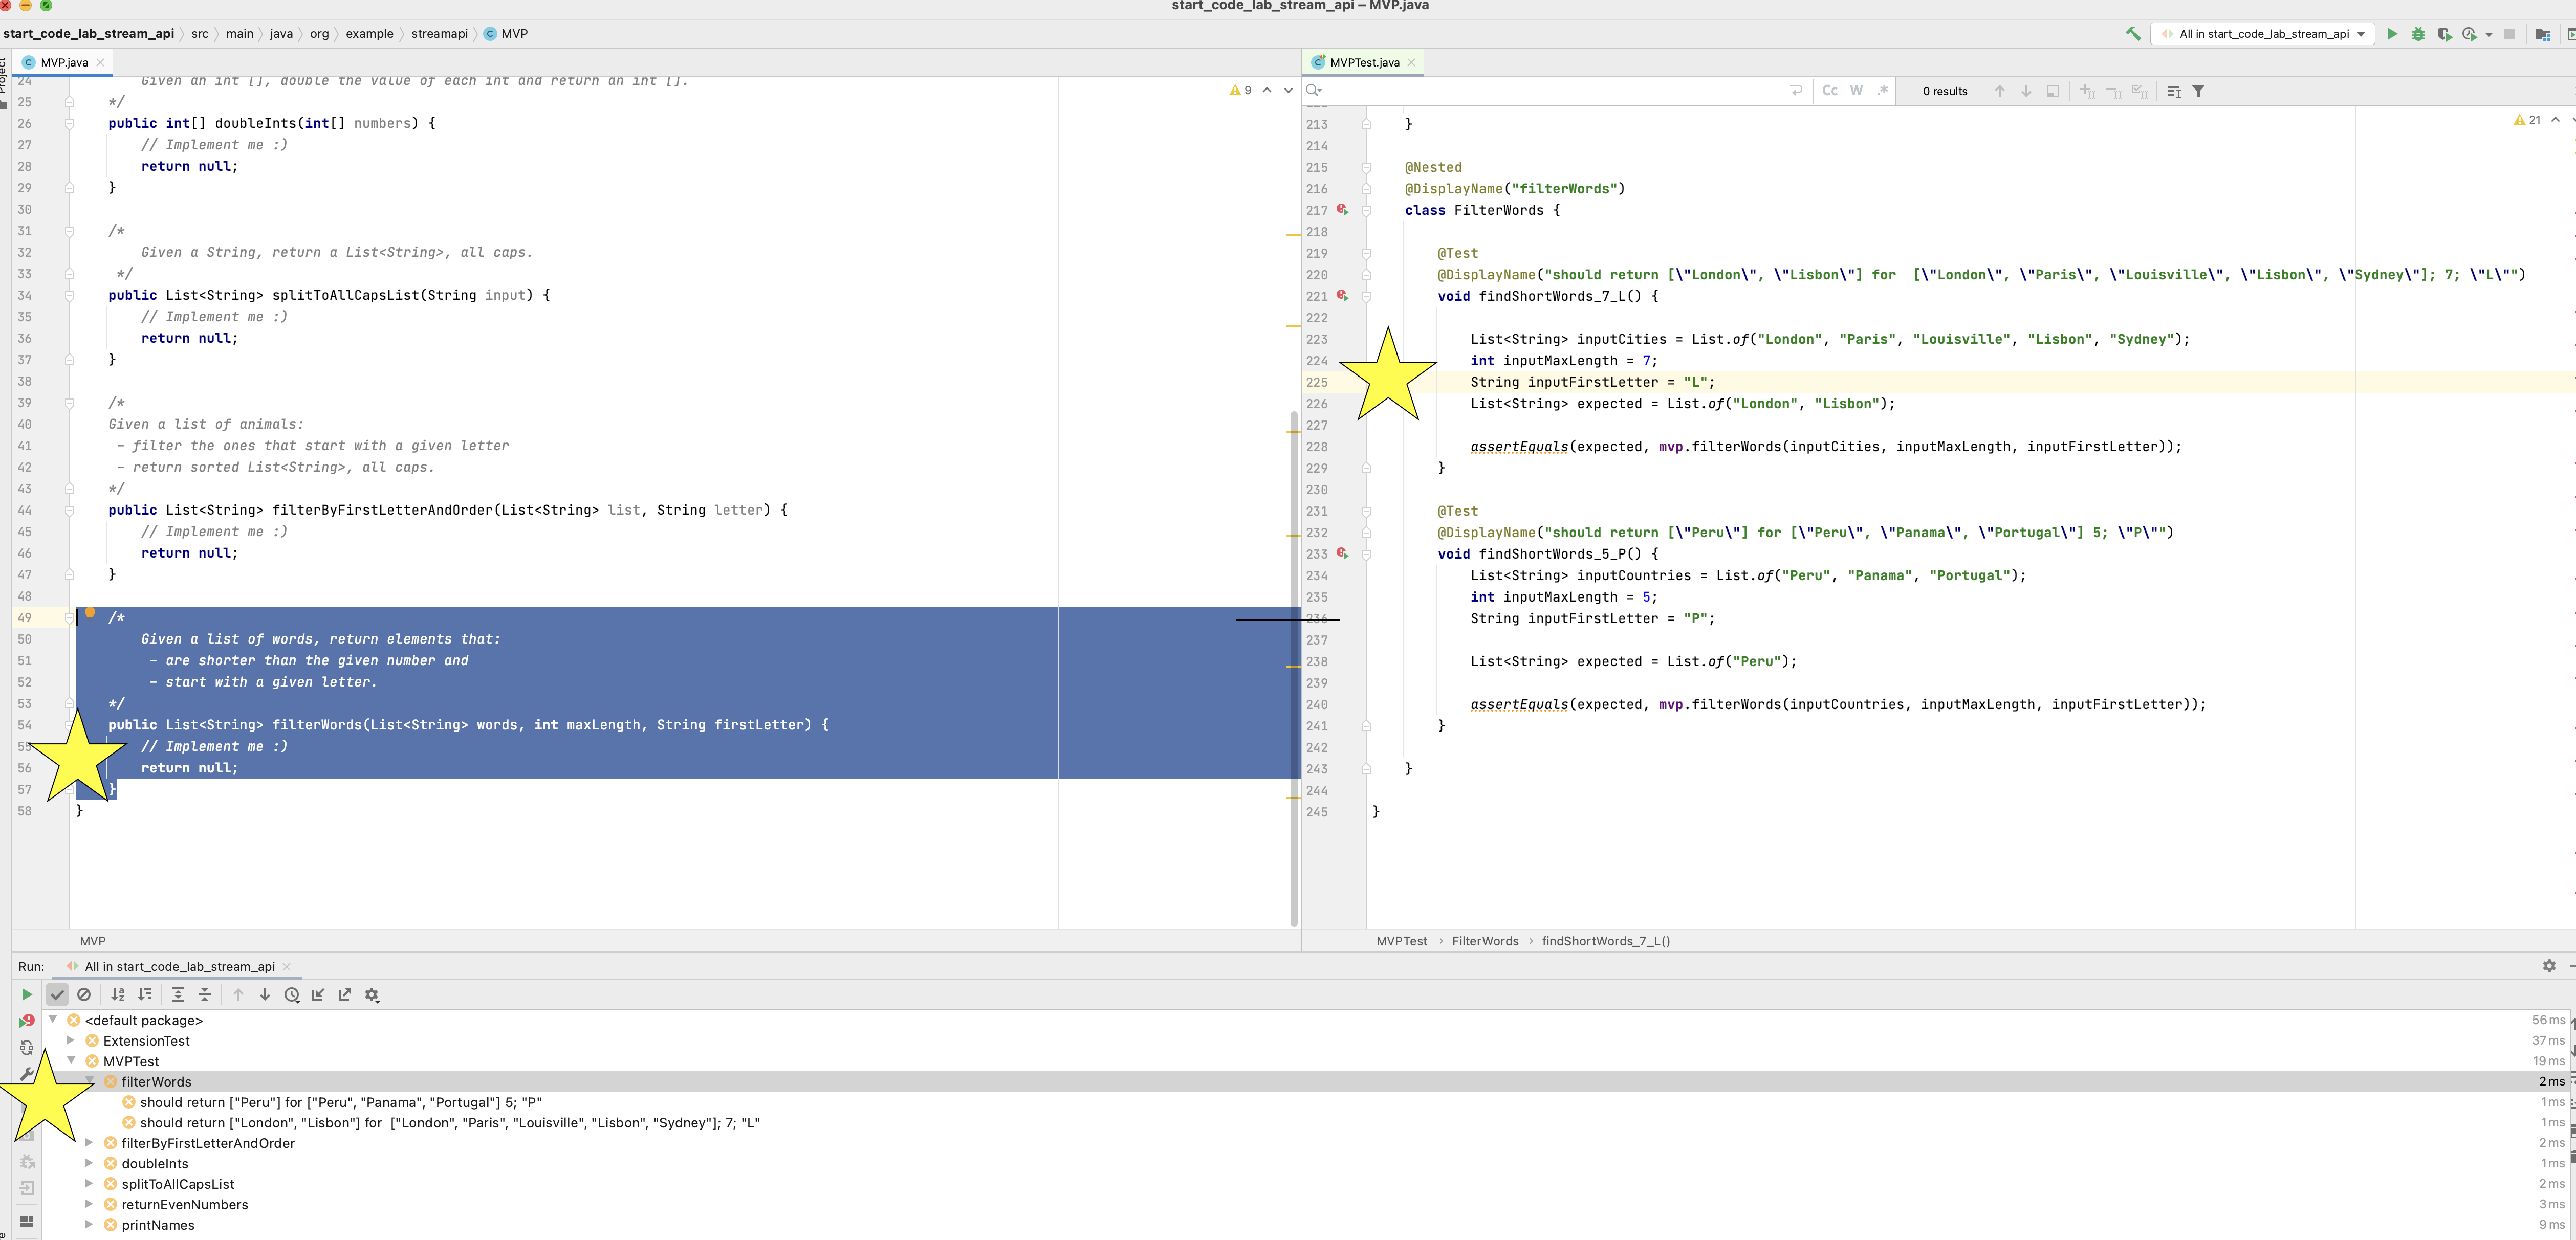 start_code_lab_stream_api – MVP.java
start_code_lab_stream_api src main java org example streamapi MVP
All in start_code_lab_stream_api
Project
MVP.java
24 Given an int [], double the value of each int and return an int [].
25 */
26 public int[] doubleInts(int[] numbers) {
27 // Implement me :)
28 return null;
29 }
30
31 /*
32 Given a String, return a List<String>, all caps.
33 */
34 public List<String> splitToAllCapsList(String input) {
35 // Implement me :)
36 return null;
37 }
38
39 /*
40 Given a list of animals:
41 - filter the ones that start with a given letter
42 - return sorted List<String>, all caps.
43 */
44 public List<String> filterByFirstLetterAndOrder(List<String> list, String letter) {
45 // Implement me :)
46 return null;
47 }
48
49 /*
50 Given a list of words, return elements that:
51 - are shorter than the given number and
52 - start with a given letter.
53 */
54 public List<String> filterWords(List<String> words, int maxLength, String firstLetter) {
55 // Implement me :)
56 return null;
57 }
58 }
9
MVP
MVPTest.java
Cc W .* 0 results
21
213 }
214
215 @Nested
216 @DisplayName("filterWords")
217 class FilterWords {
218
219 @Test
220 @DisplayName("should return [\"London\", \"Lisbon\"] for  [\"London\", \"Paris\", \"Louisville\", \"Lisbon\", \"Sydney\"]; 7; \"L\"")
221 void findShortWords_7_L() {
222
223 List<String> inputCities = List.of("London", "Paris", "Louisville", "Lisbon", "Sydney");
224 int inputMaxLength = 7;
225 String inputFirstLetter = "L";
226 List<String> expected = List.of("London", "Lisbon");
227
228 assertEquals(expected, mvp.filterWords(inputCities, inputMaxLength, inputFirstLetter));
229 }
230
231 @Test
232 @DisplayName("should return [\"Peru\"] for [\"Peru\", \"Panama\", \"Portugal\"] 5; \"P\"")
233 void findShortWords_5_P() {
234 List<String> inputCountries = List.of("Peru", "Panama", "Portugal");
235 int inputMaxLength = 5;
236 String inputFirstLetter = "P";
237
238 List<String> expected = List.of("Peru");
239
240 assertEquals(expected, mvp.filterWords(inputCountries, inputMaxLength, inputFirstLetter));
241 }
242
243 }
244
245 }
MVPTest › FilterWords › findShortWords_7_L()
Run: All in start_code_lab_stream_api
<default package> 56 ms
ExtensionTest 37 ms
MVPTest 19 ms
filterWords 2 ms
should return ["Peru"] for ["Peru", "Panama", "Portugal"] 5; "P" 1 ms
should return ["London", "Lisbon"] for  ["London", "Paris", "Louisville", "Lisbon", "Sydney"]; 7; "L" 1 ms
filterByFirstLetterAndOrder 2 ms
doubleInts 1 ms
splitToAllCapsList 2 ms
returnEvenNumbers 3 ms
printNames 9 ms